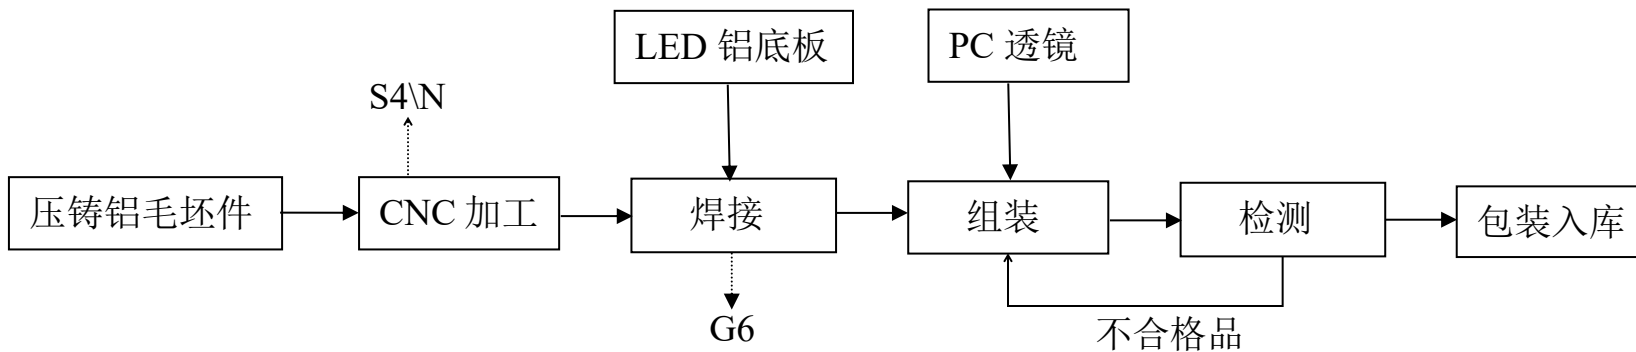 LED 铝底板
PC 透镜
S4\N
压铸铝毛坯件
CNC 加工
焊接
组装
检测
包装入库
G6
不合格品